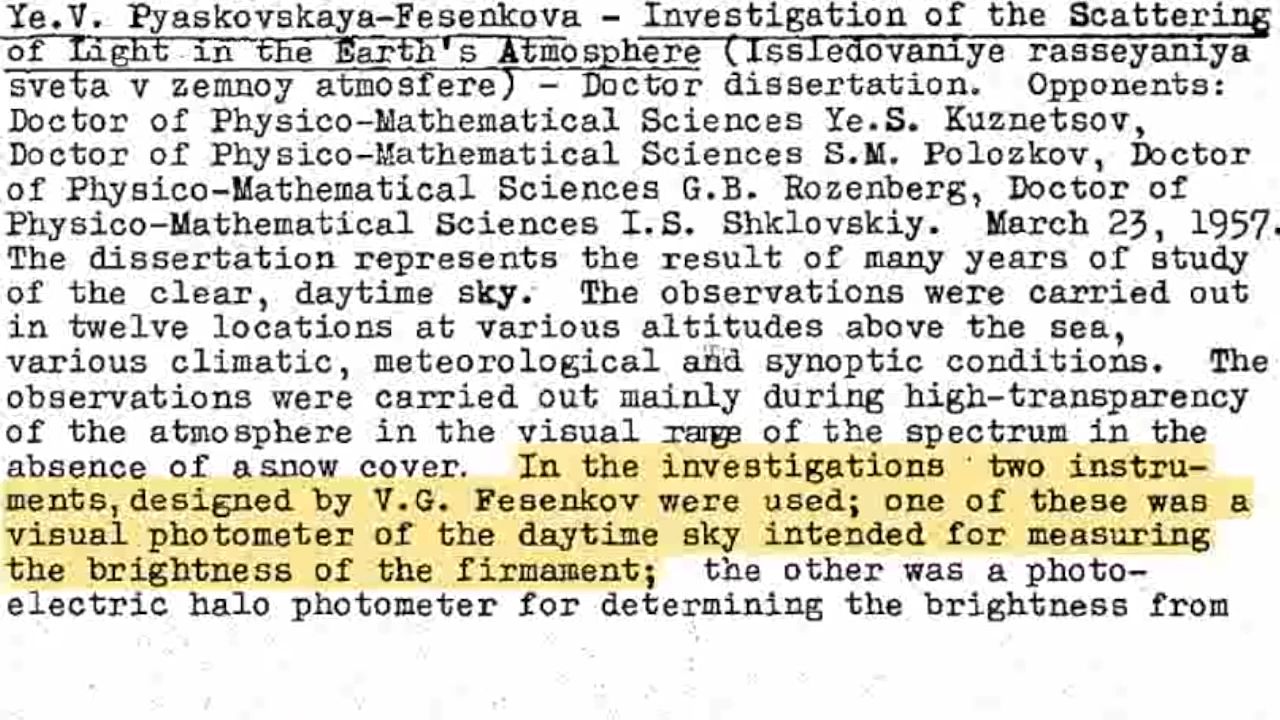 Ye.V. Pyaskovskaya-Fesenkova - Investigation of the Scattering
of Light in the Earth's Atmosphere (Issledovaniye rasseyaniya
sveta v zemnoy atmosfere) - Doctor dissertation. Opponents:
Doctor of Physico-Mathematical Sciences Ye.S. Kuznetsov,
Doctor of Physico-Mathematical Sciences S.M. Polozkov, Doctor
of Physico-Mathematical Sciences G.B. Rozenberg, Doctor of
Physico-Mathematical Sciences I.S. Shklovskiy. March 23, 1957.
The dissertation represents the result of many years of study
of the clear, daytime sky. The observations were carried out
in twelve locations at various altitudes above the sea,
various climatic, meteorological and synoptic conditions. The
observations were carried out mainly during high-transparency
of the atmosphere in the visual range of the spectrum in the
absence of a snow cover. In the investigations two instru-
ments, designed by V.G. Fesenkov were used; one of these was a
visual photometer of the daytime sky intended for measuring
the brightness of the firmament; the other was a photo-
electric halo photometer for determining the brightness from